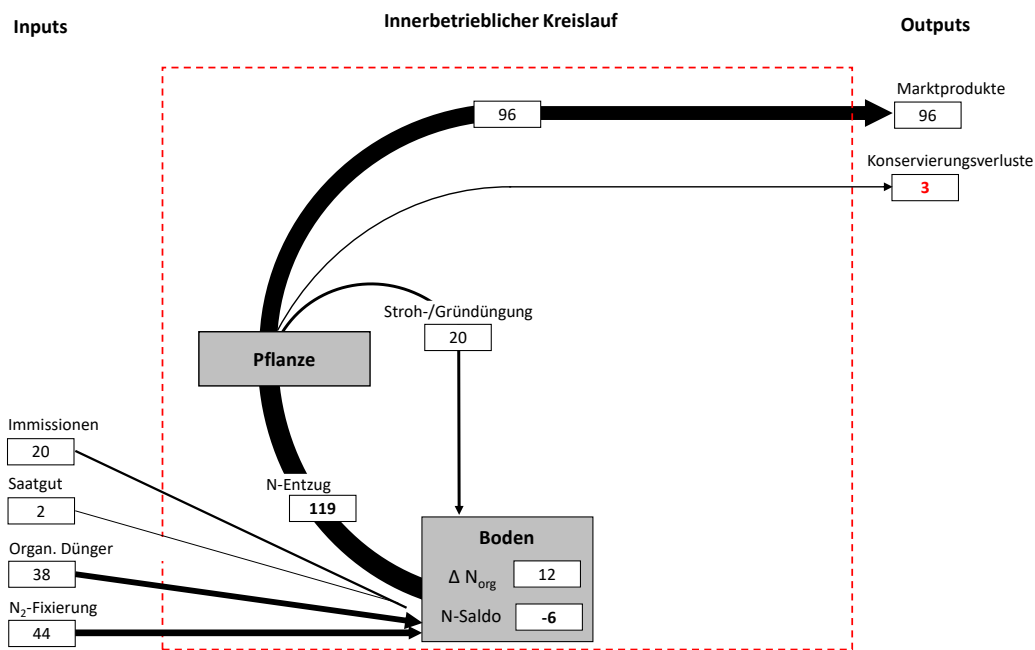 Inputs
Innerbetrieblicher Kreislauf
Outputs
Marktprodukte
96
96
Konservierungsverluste
3
Stroh-/Gründüngung
20
Pflanze
Immissionen
20
Saatgut
2
N-Entzug
119
Organ. Dünger
38
N₂-Fixierung
44
Boden
Δ Norg 12
N-Saldo -6